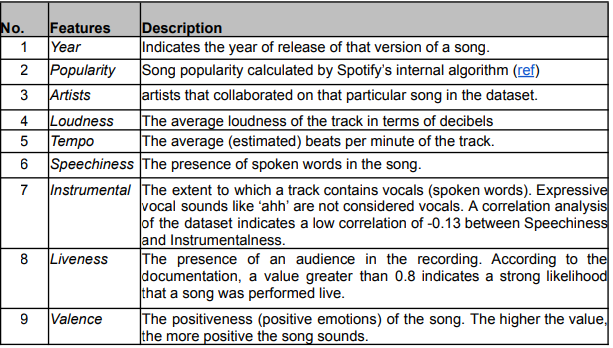 No. Features Description
1 Year Indicates the year of release of that version of a song.
2 Popularity Song popularity calculated by Spotify's internal algorithm (ref)
3 Artists artists that collaborated on that particular song in the dataset.
4 Loudness The average loudness of the track in terms of decibels
5 Tempo The average (estimated) beats per minute of the track.
6 Speechiness The presence of spoken words in the song.
7 Instrumental The extent to which a track contains vocals (spoken words). Expressive
vocal sounds like 'ahh' are not considered vocals. A correlation analysis
of the dataset indicates a low correlation of -0.13 between Speechiness
and Instrumentalness.
8 Liveness The presence of an audience in the recording. According to the
documentation, a value greater than 0.8 indicates a strong likelihood
that a song was performed live.
9 Valence The positiveness (positive emotions) of the song. The higher the value,
the more positive the song sounds.